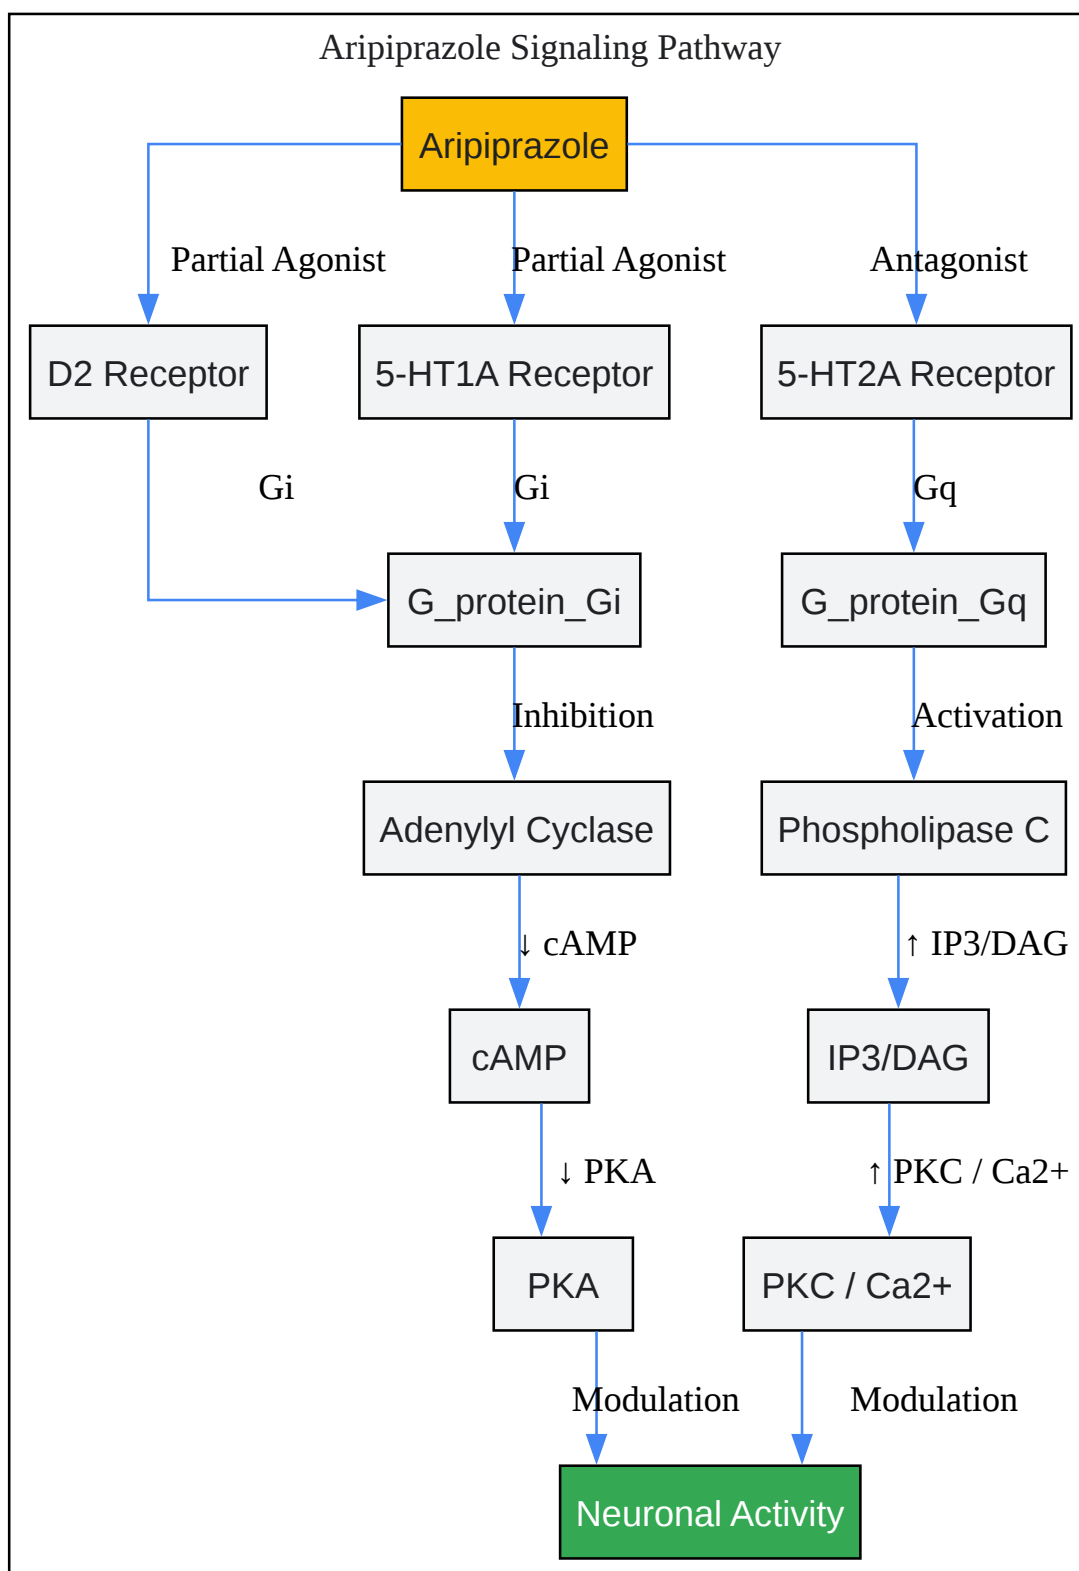 Aripiprazole Signaling Pathway
Aripiprazole
Partial Agonist
Partial Agonist
Antagonist
D2 Receptor
5-HT1A Receptor
5-HT2A Receptor
Gi
Gi
Gq
G_protein_Gi
G_protein_Gq
Inhibition
Activation
Adenylyl Cyclase
Phospholipase C
↓ cAMP
↑ IP3/DAG
cAMP
IP3/DAG
↓ PKA
↑ PKC / Ca2+
PKA
PKC / Ca2+
Modulation
Modulation
Neuronal Activity